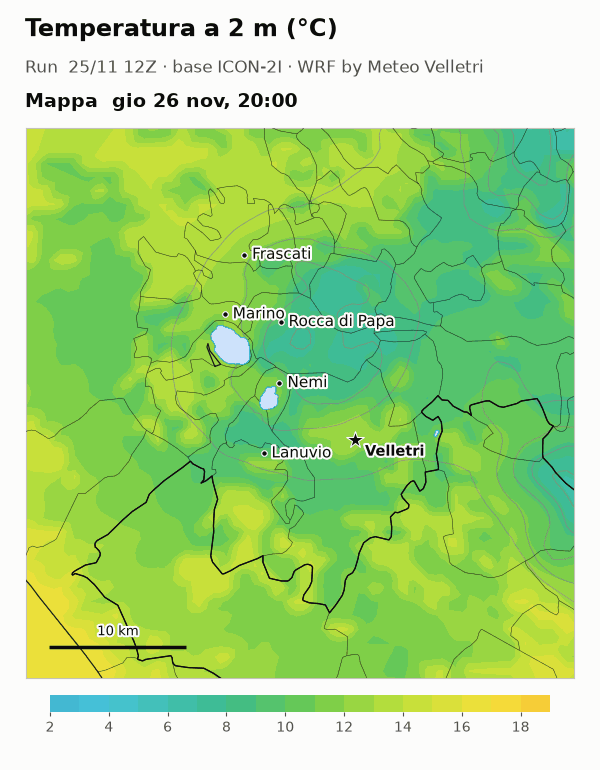 Temperatura a 2 m (°C)
Run 25/11 12Z · base ICON-2I · WRF by Meteo Velletri
Mappa gio 26 nov, 20:00
Frascati
Marino
Rocca di Papa
Nemi
Velletri
Lanuvio
10 km
2 4 6 8 10 12 14 16 18